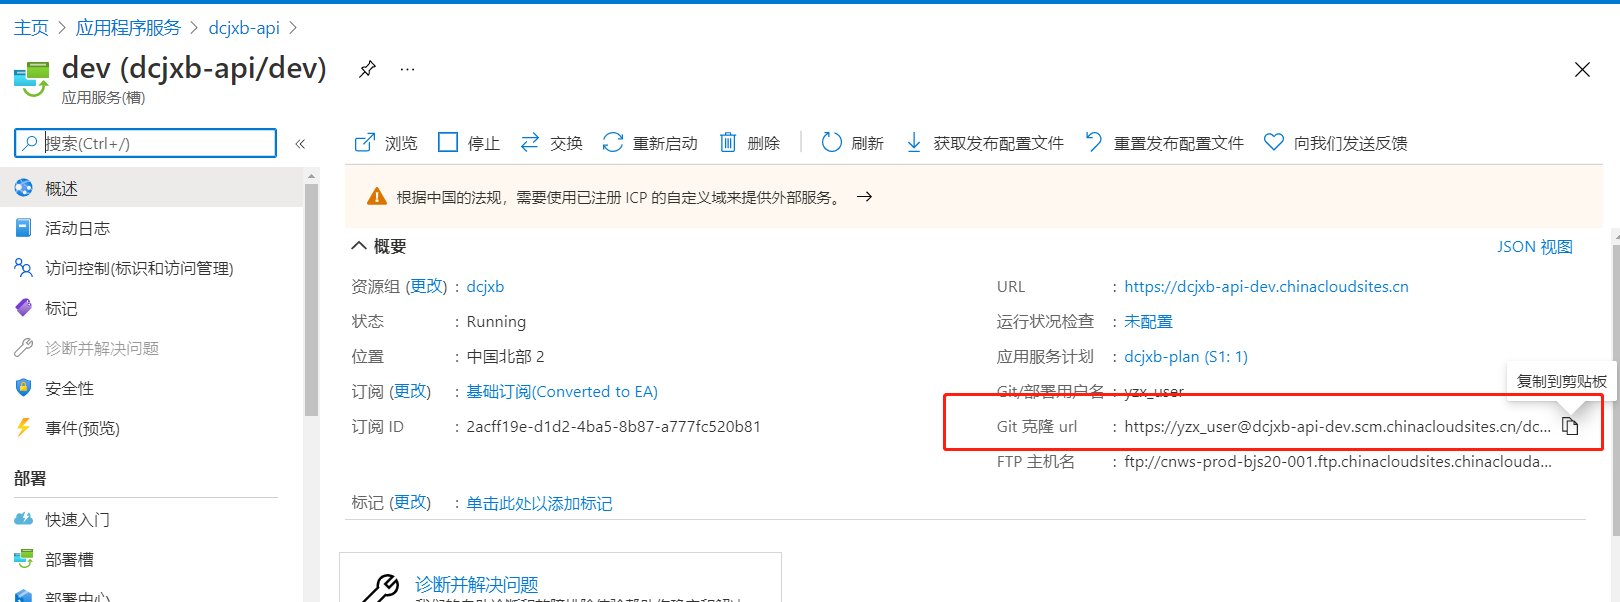 主页 > 应用程序服务 > dcjxb-api >
dev (dcjxb-api/dev)
应用服务(槽)
搜索(Ctrl+/)
«
浏览 停止 交换 重新启动 删除 刷新 获取发布配置文件 重置发布配置文件 向我们发送反馈
概述
活动日志
访问控制(标识和访问管理)
标记
诊断并解决问题
安全性
事件(预览)
部署
快速入门
部署槽
部署中心
根据中国的法规，需要使用已注册 ICP 的自定义域来提供外部服务。 →
概要
JSON 视图
资源组 (更改) : dcjxb
状态 : Running
位置 : 中国北部 2
订阅 (更改) : 基础订阅(Converted to EA)
订阅 ID : 2acff19e-d1d2-4ba5-8b87-a777fc520b81
URL : https://dcjxb-api-dev.chinacloudsites.cn
运行状况检查 : 未配置
应用服务计划 : dcjxb-plan (S1: 1)
Git/部署用户名 : yzx_user
复制到剪贴板
Git 克隆 url : https://yzx_user@dcjxb-api-dev.scm.chinacloudsites.cn/dc...
FTP 主机名 : ftp://cnws-prod-bjs20-001.ftp.chinacloudsites.chinaclouda...
标记 (更改) : 单击此处以添加标记
诊断并解决问题